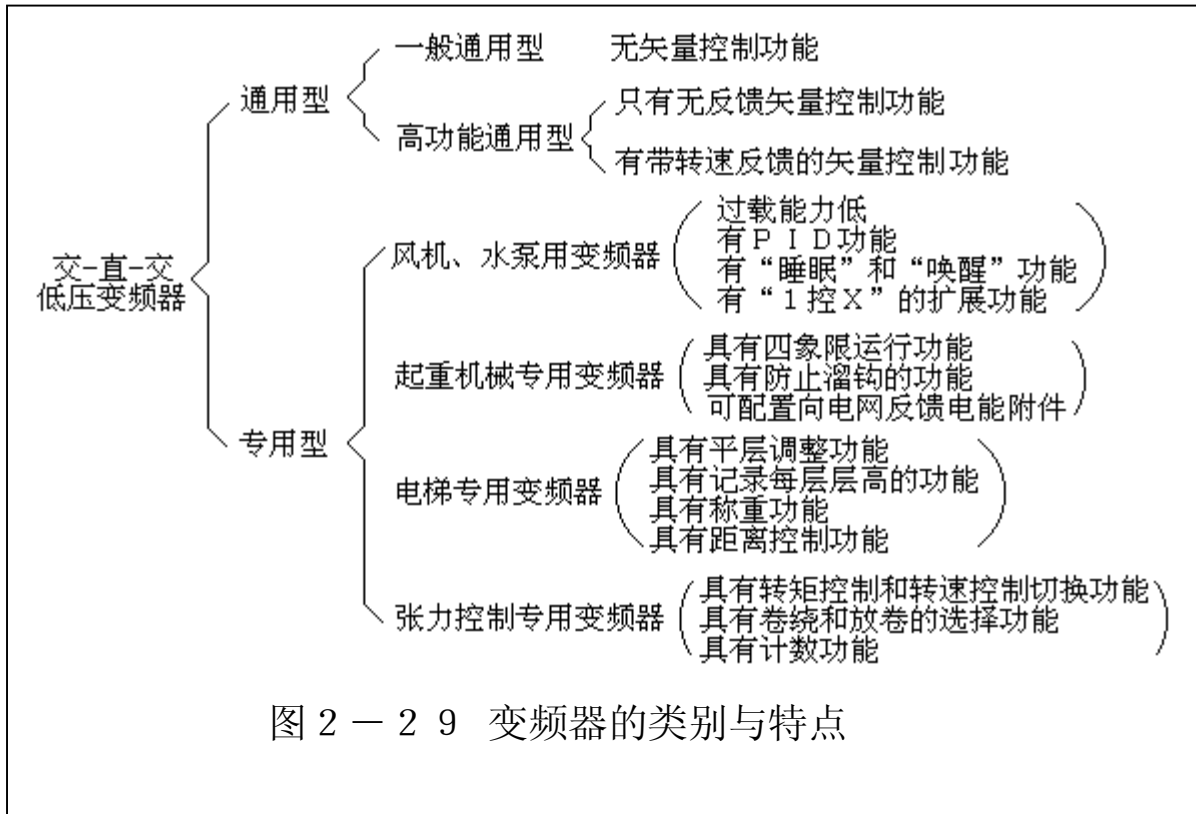 一般通用型 无矢量控制功能
通用型
只有无反馈矢量控制功能
高功能通用型
有带转速反馈的矢量控制功能
交-直-交
低压变频器
风机、水泵用变频器
过载能力低
有ＰＩＤ功能
有“睡眠”和“唤醒”功能
有“１控Ｘ”的扩展功能
起重机械专用变频器
具有四象限运行功能
具有防止溜钩的功能
可配置向电网反馈电能附件
专用型
电梯专用变频器
具有平层调整功能
具有记录每层层高的功能
具有称重功能
具有距离控制功能
张力控制专用变频器
具有转矩控制和转速控制切换功能
具有卷绕和放卷的选择功能
具有计数功能
图２－２９ 变频器的类别与特点